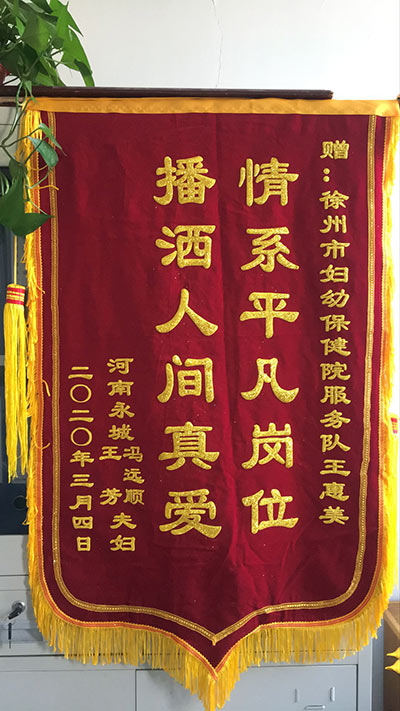 赠：徐州市妇幼保健院服务队王惠美
情系平凡岗位
播洒人间真爱
河南永城冯远顺王芳夫妇
二〇二〇年三月四日